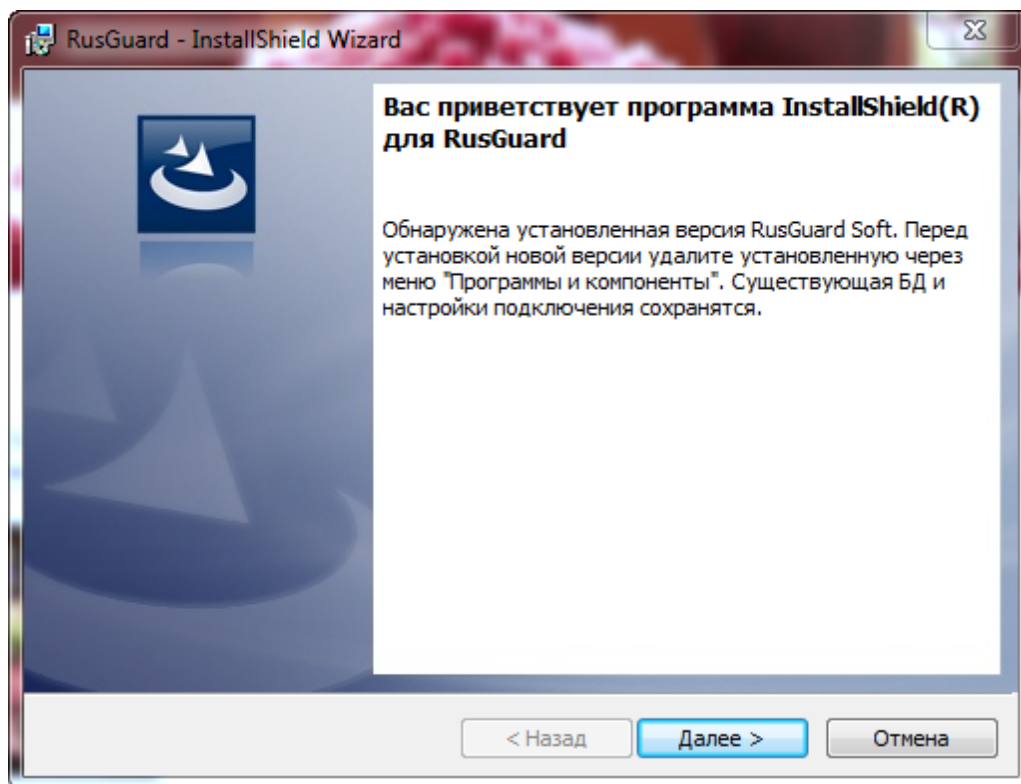 RusGuard - InstallShield Wizard
Вас приветствует программа InstallShield(R)
для RusGuard
Обнаружена установленная версия RusGuard Soft. Перед
установкой новой версии удалите установленную через
меню "Программы и компоненты". Существующая БД и
настройки подключения сохранятся.
< Назад
Далее >
Отмена